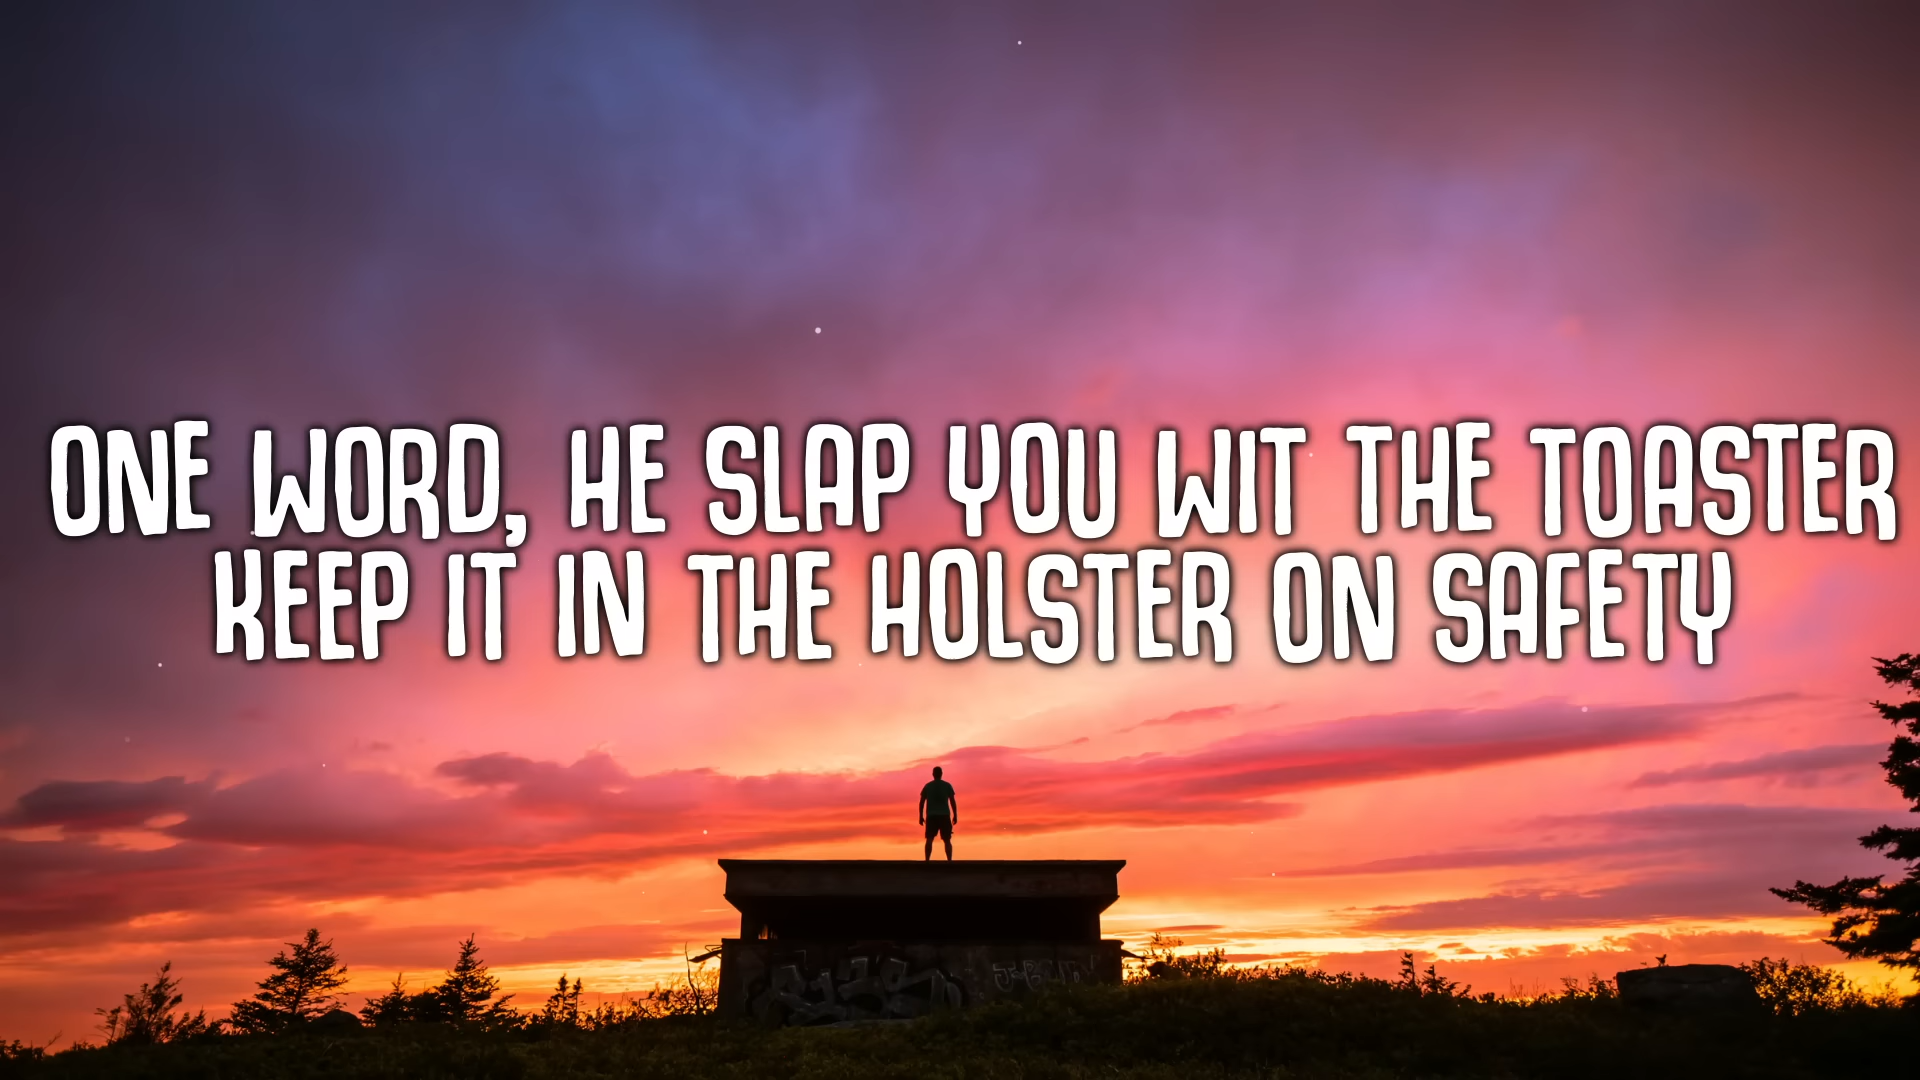 ONE WORD, HE SLAP YOU WIT THE TOASTER
KEEP IT IN THE HOLSTER ON SAFETY